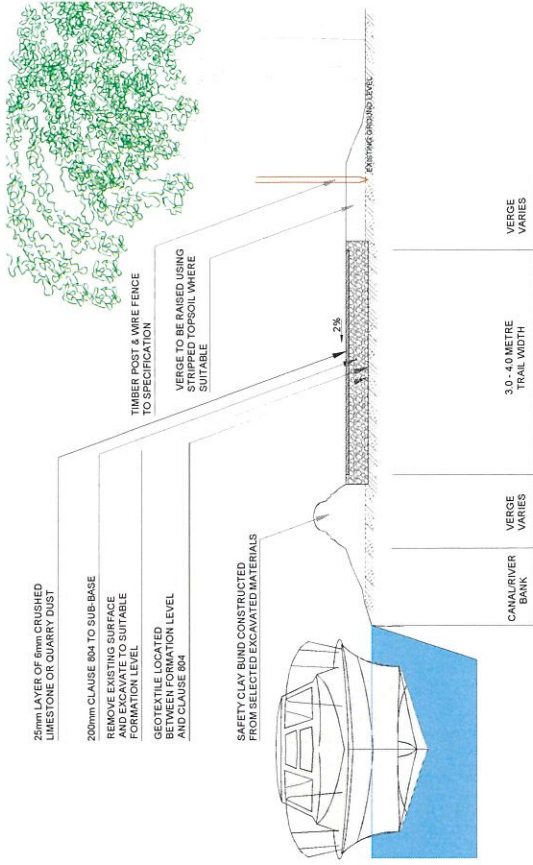 25mm LAYER OF 6mm CRUSHED
LIMESTONE OR QUARRY DUST
200mm CLAUSE 804 TO SUB-BASE
REMOVE EXISTING SURFACE
AND EXCAVATE TO SUITABLE
FORMATION LEVEL
GEOTEXTILE LOCATED
BETWEEN FORMATION LEVEL
AND CLAUSE 804
SAFETY CLAY BUND CONSTRUCTED
FROM SELECTED EXCAVATED MATERIALS
TIMBER POST & WIRE FENCE
TO SPECIFICATION
VERGE TO BE RAISED USING
STRIPPED TOPSOIL WHERE
SUITABLE
2%
EXISTING GROUND LEVEL
CANAL/RIVER
BANK
VERGE
VARIES
3.0 - 4.0 METRE
TRAIL WIDTH
VERGE
VARIES